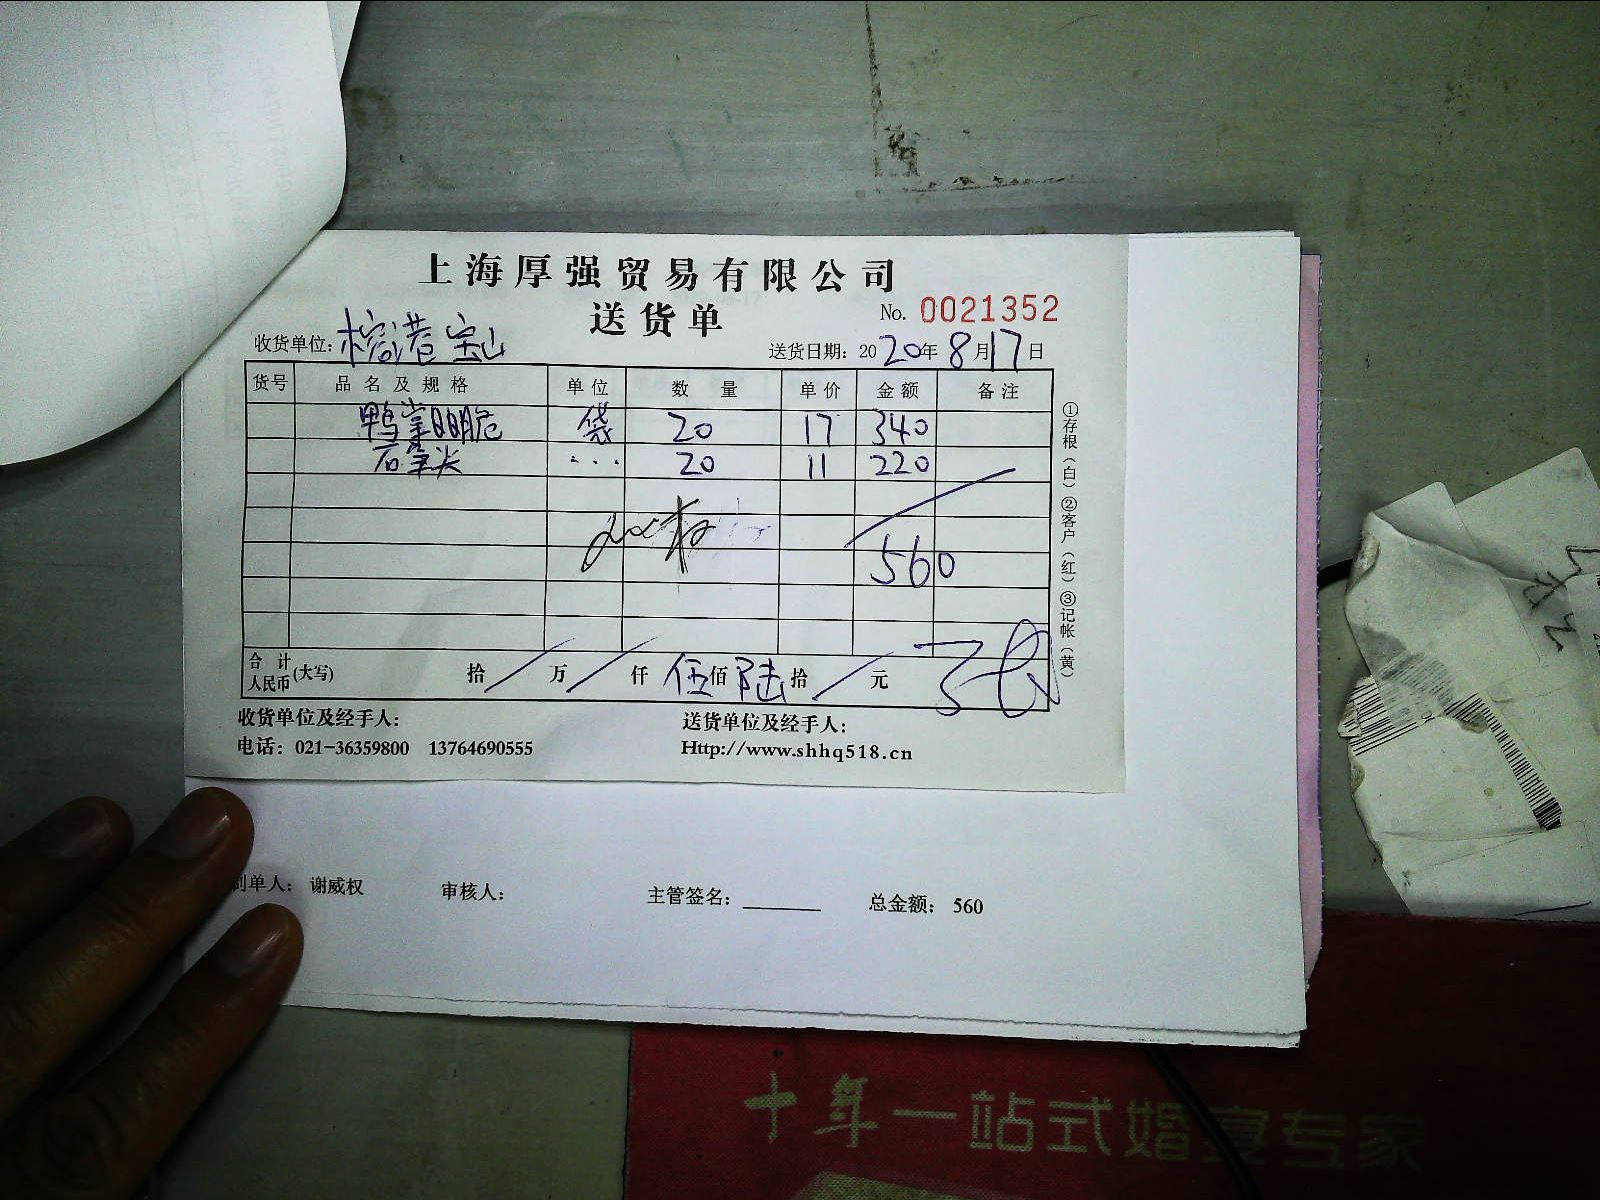 上海厚强贸易有限公司
送货单
No. 0021352
收货单位: 榕港宝山
送货日期: 2020年8月17日
货号 品名及规格 单位 数量 单价 金额 备注
鸭掌 脆 袋 20 17 340
石拿尖 ... 20 11 220
560
合计人民币(大写) 拾 万 仟 伍佰陆拾 元
①存根(白) ②客户(红) ③记帐(黄)
收货单位及经手人: 送货单位及经手人:
电话: 021-36359800 13764690555 Http://www.shhq518.cn
制单人: 谢威权 审核人: 主管签名: 总金额: 560
十年一站式婚宴专家